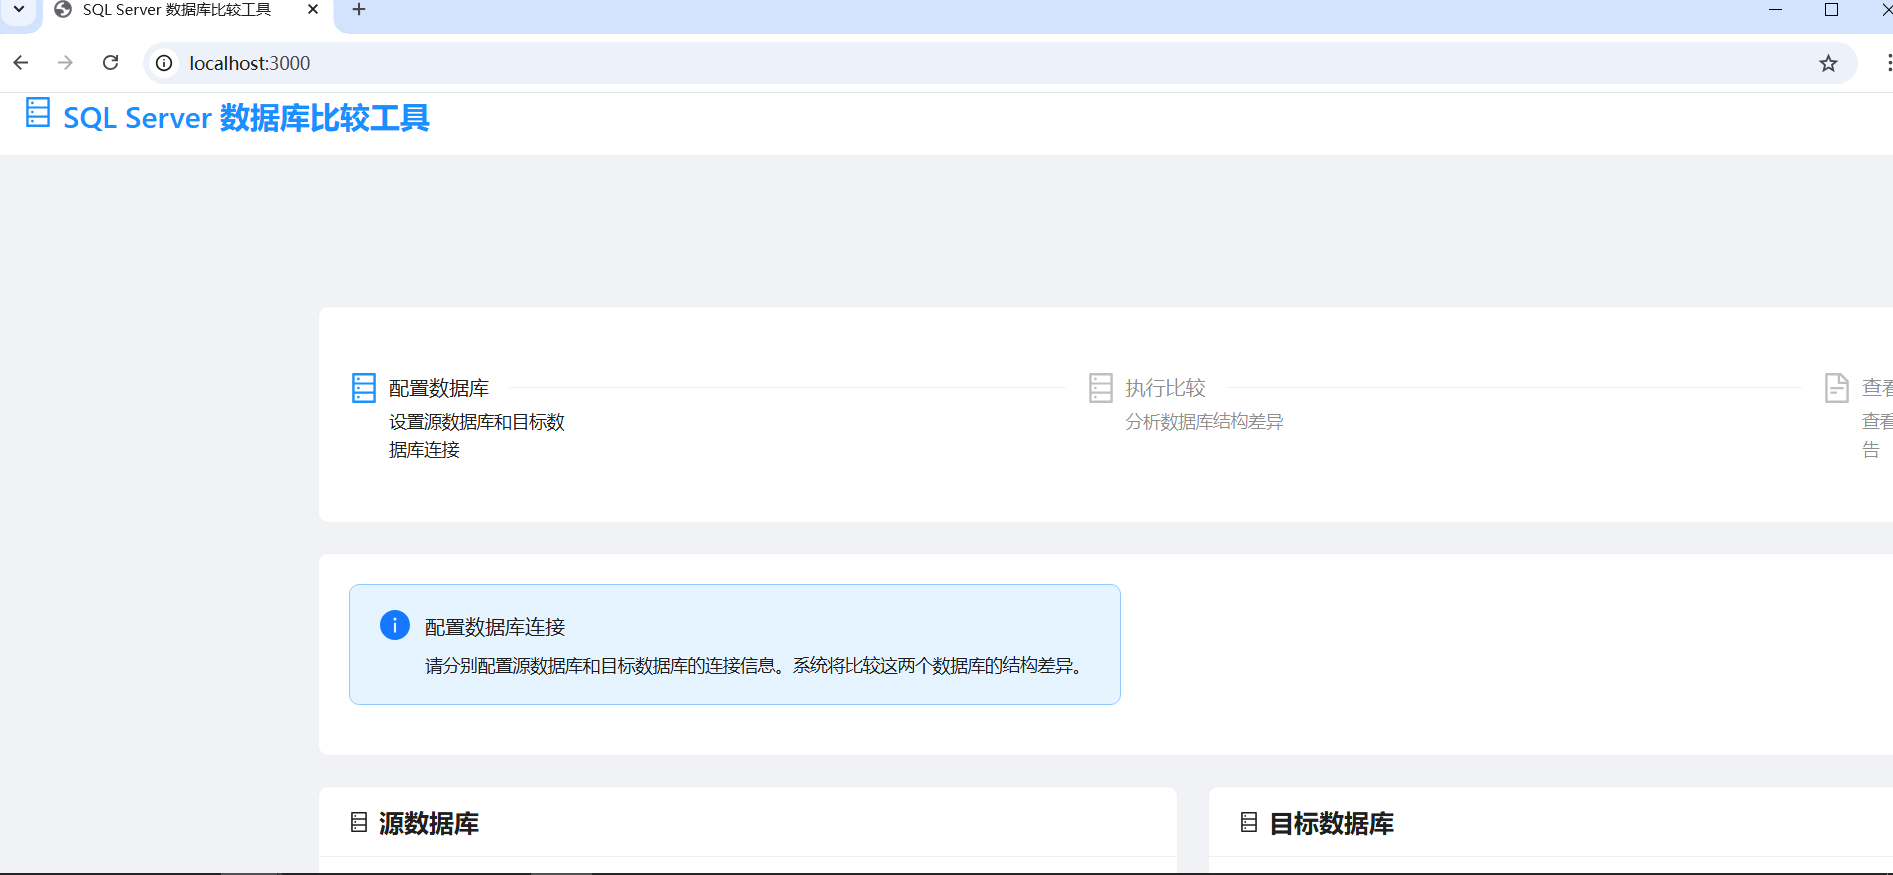 SQL Server 数据库比较工具
localhost:3000
SQL Server 数据库比较工具
配置数据库
设置源数据库和目标数
据库连接
执行比较
分析数据库结构差异
查看
查看
告
配置数据库连接
请分别配置源数据库和目标数据库的连接信息。系统将比较这两个数据库的结构差异。
源数据库
目标数据库